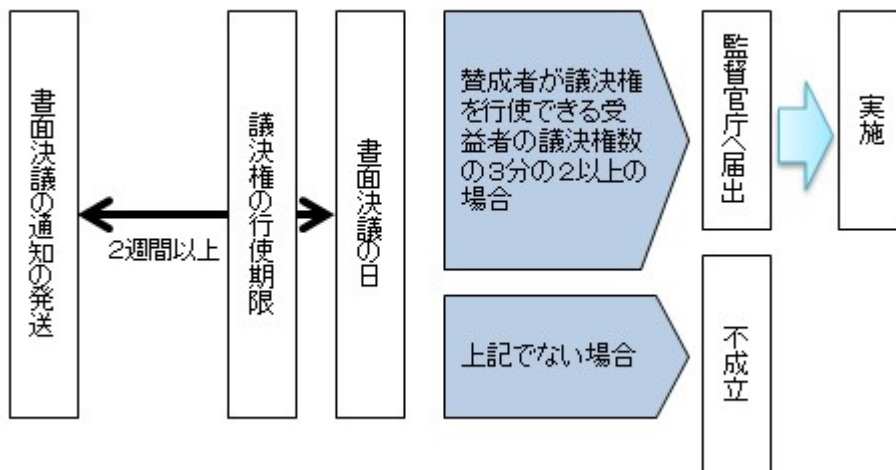 書面決議の通知の発送
2週間以上
議決権の行使期限
書面決議の日
賛成者が議決権
を行使できる受
益者の議決権数
の3分の2以上の
場合
監督官庁へ届出
実施
上記でない場合
不成立